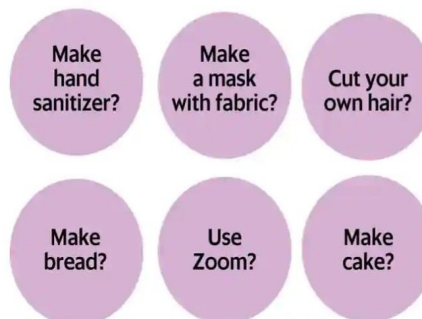 Make
hand
sanitizer?
Make
a mask
with fabric?
Cut your
own hair?
Make
bread?
Use
Zoom?
Make
cake?